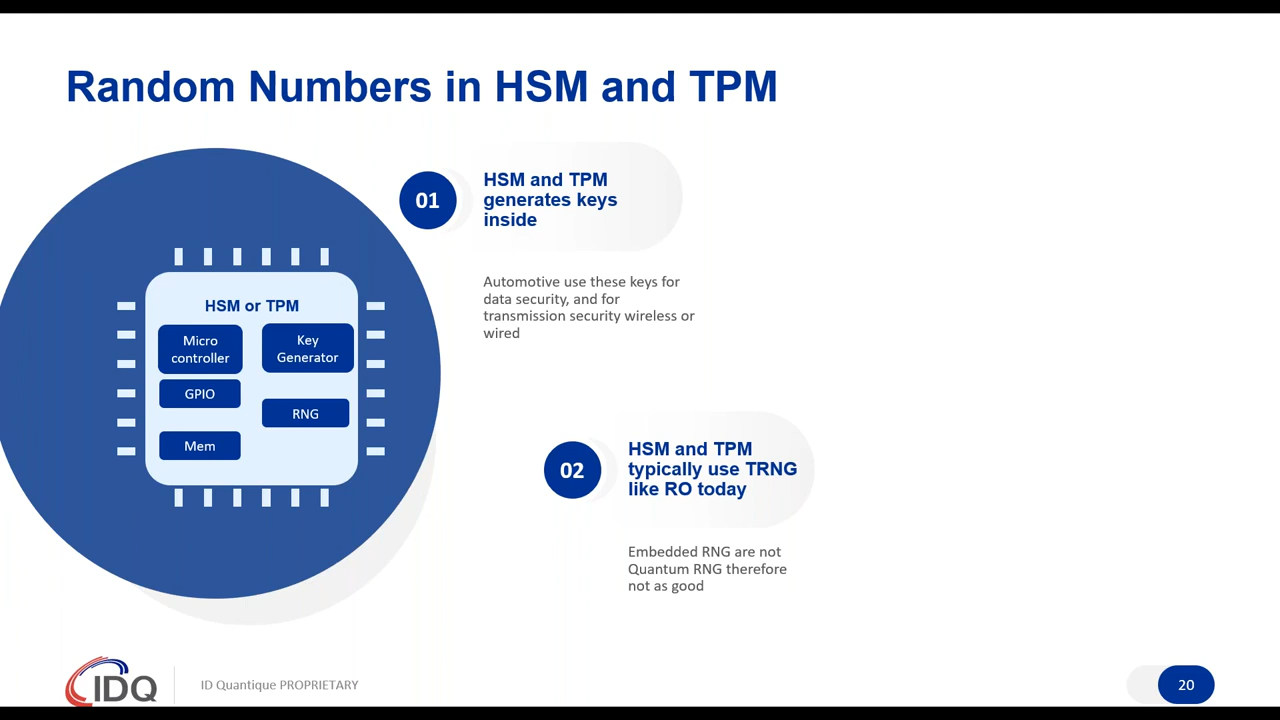 Random Numbers in HSM and TPM
HSM or TPM
Micro
controller
Key
Generator
GPIO
RNG
Mem
01
HSM and TPM
generates keys
inside
Automotive use these keys for
data security, and for
transmission security wireless or
wired
02
HSM and TPM
typically use TRNG
like RO today
Embedded RNG are not
Quantum RNG therefore
not as good
IDQ
ID Quantique PROPRIETARY
20